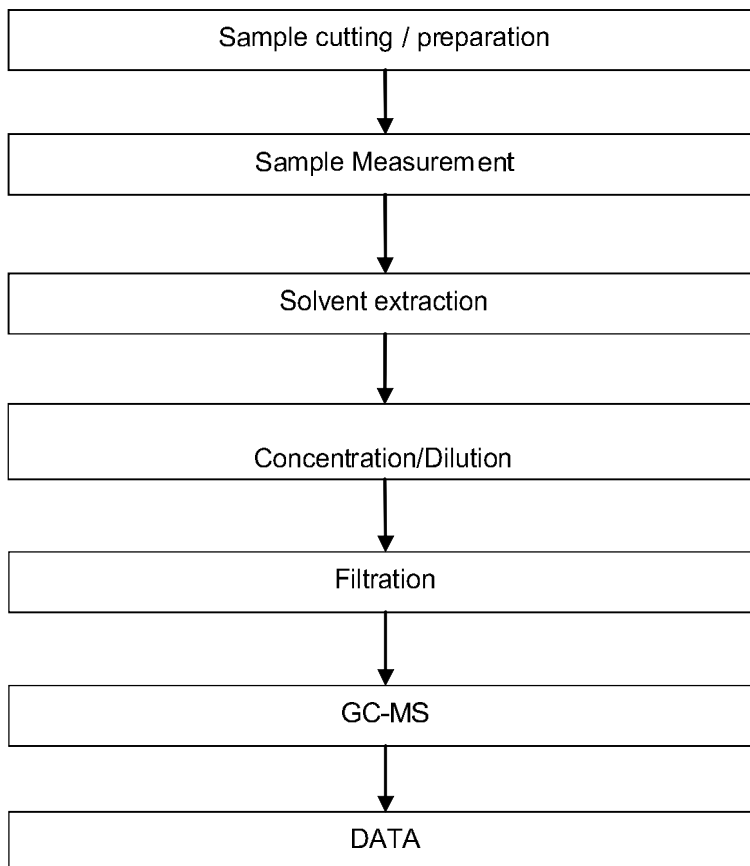 Sample cutting / preparation
Sample Measurement
Solvent extraction
Concentration/Dilution
Filtration
GC-MS
DATA